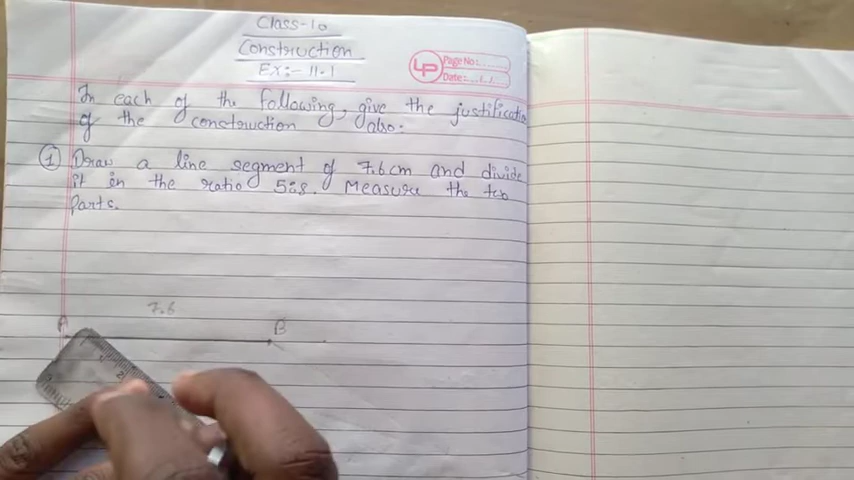 Class-10
Construction
Ex:- 11.1
LP
Page No:
Date:
In each of the following, give the justification
of the construction also:
① Draw a line segment of 7.6 cm and divide
it in the ratio 5:8. Measure the two
Parts.
7.6
A B